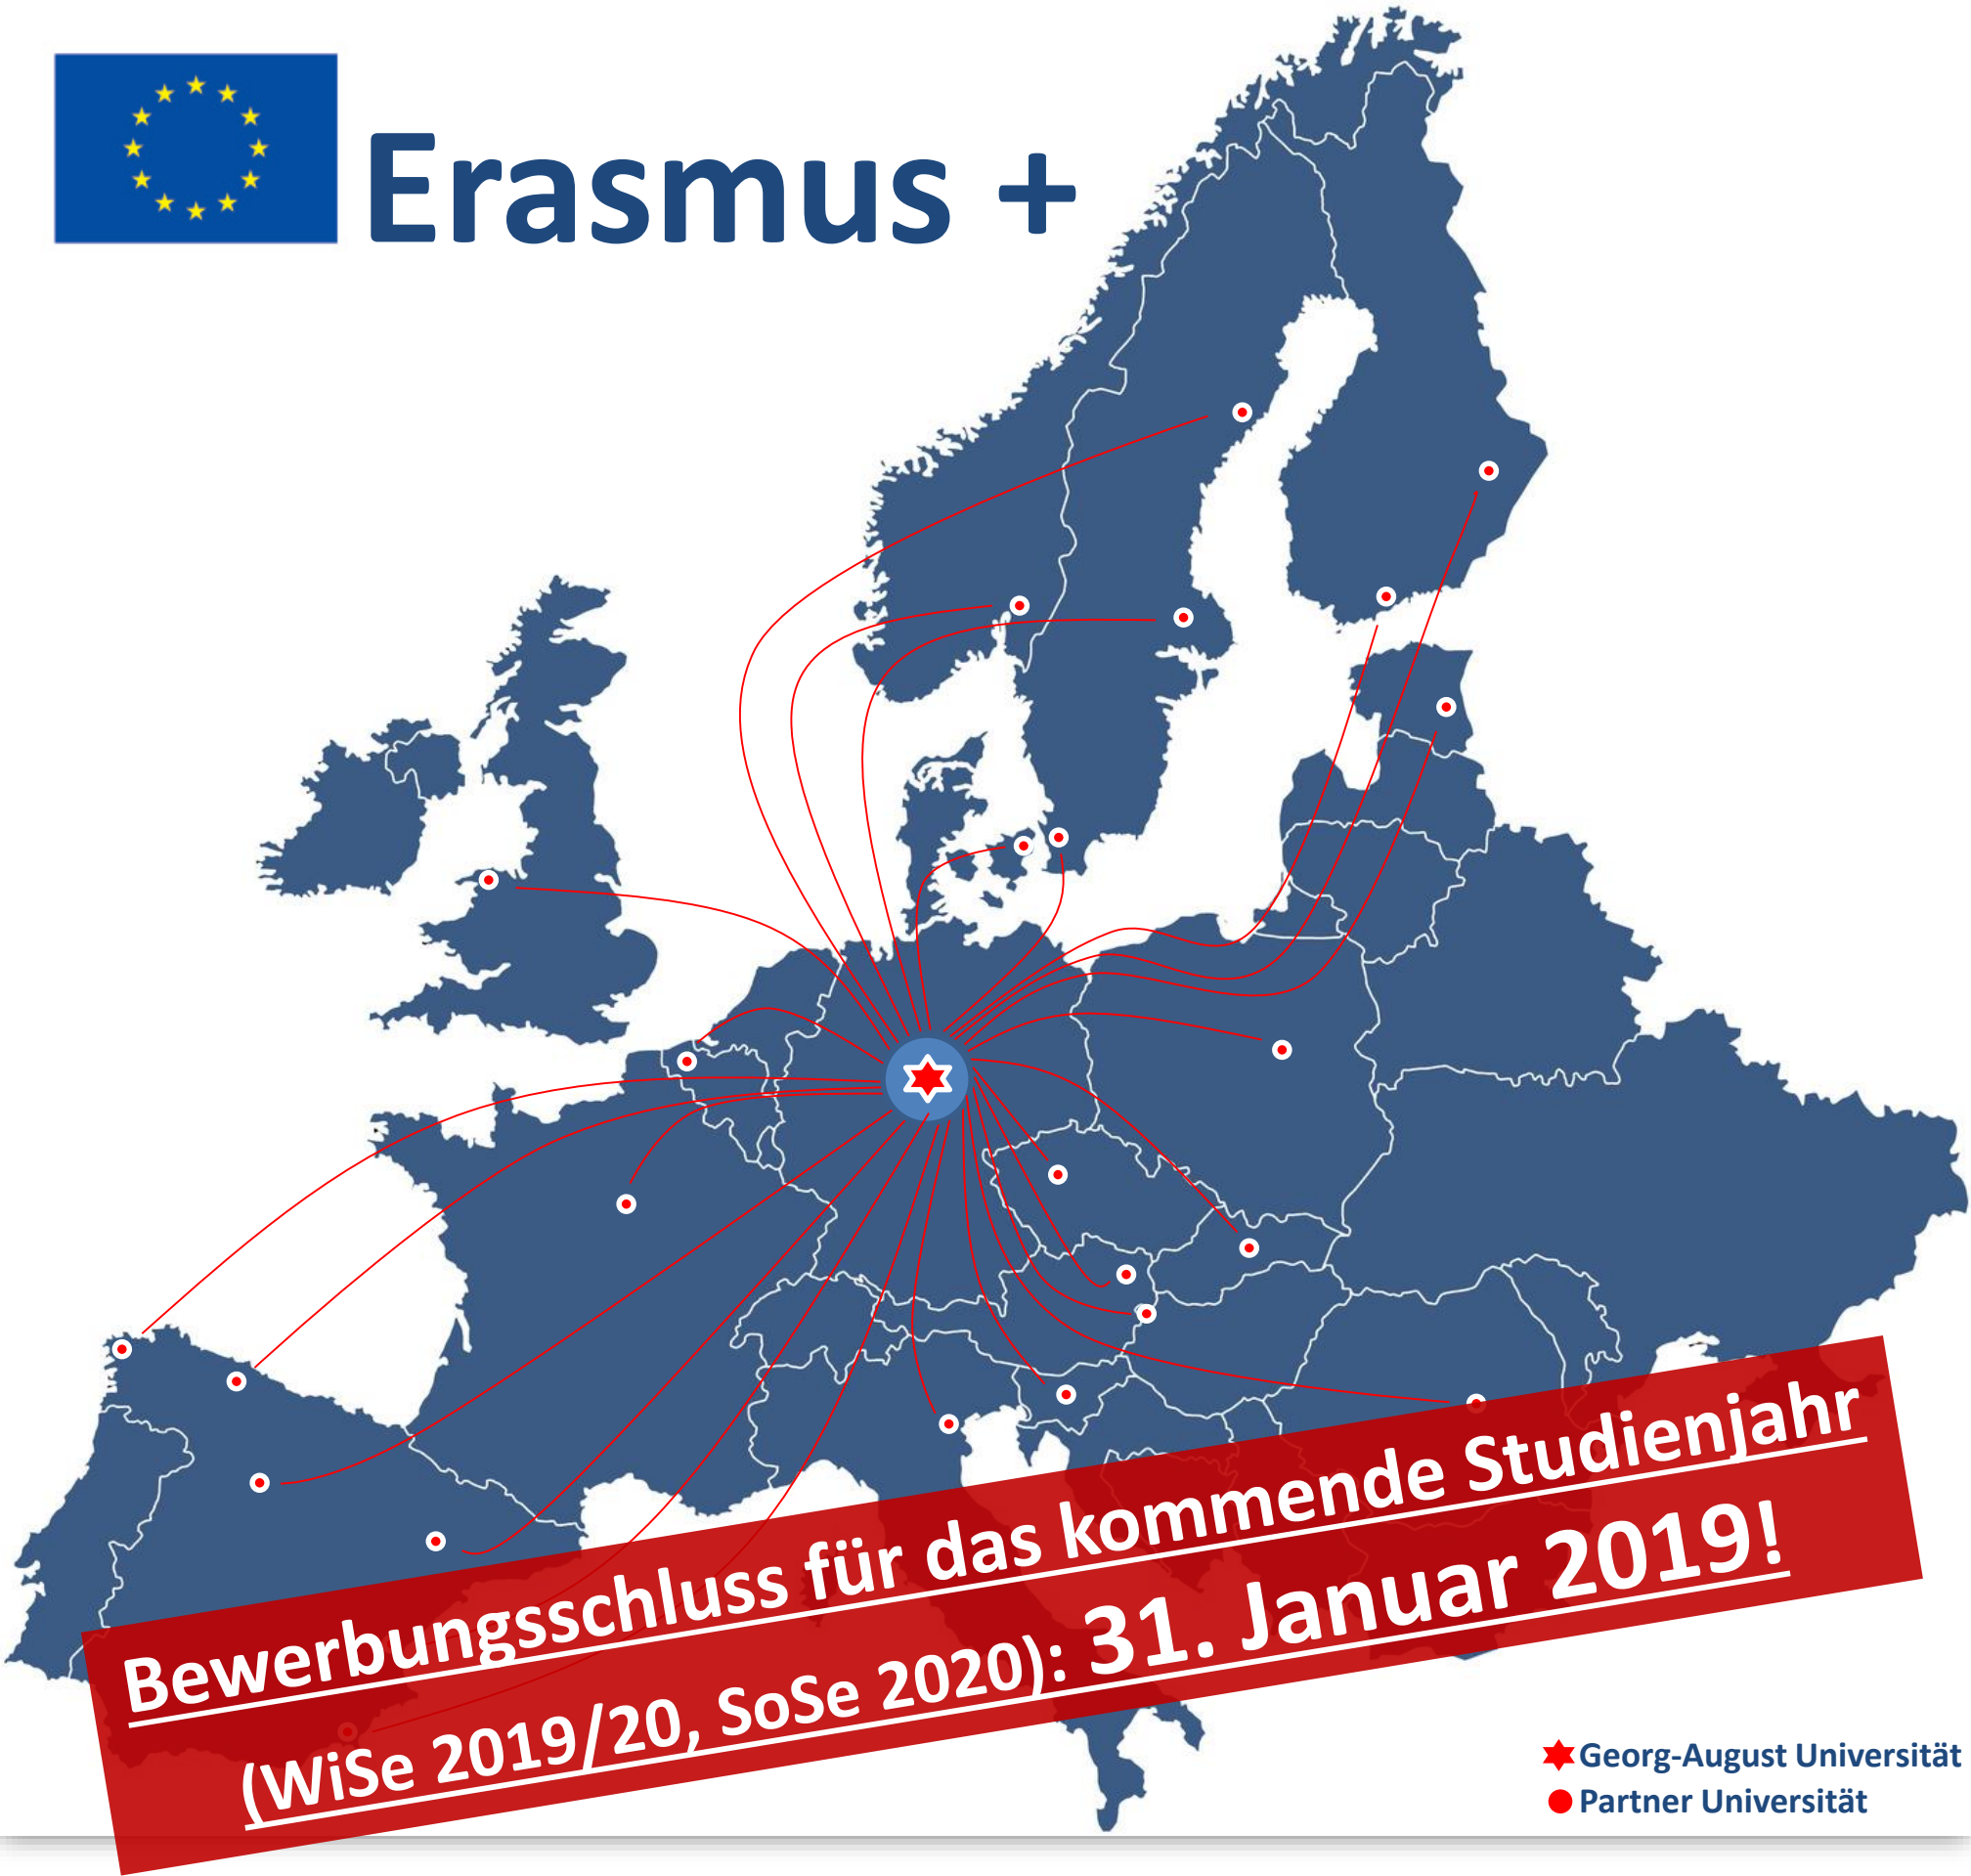 Erasmus +
Bewerbungsschluss für das kommende Studienjahr
(WiSe 2019/20, SoSe 2020): 31. Januar 2019!
Georg-August Universität
Partner Universität